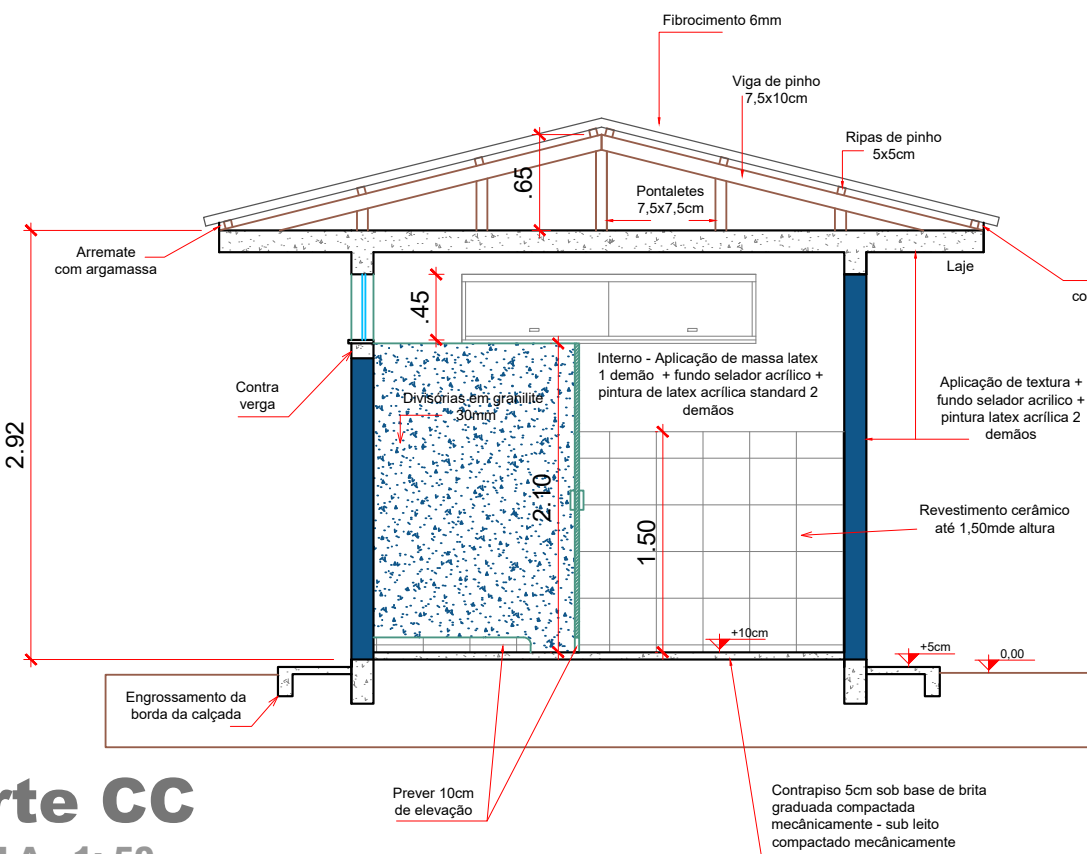 Fibrocimento 6mm
Viga de pinho
7,5x10cm
Ripas de pinho
5x5cm
.65
Pontaletes
7,5x7,5cm
Arremate
com argamassa
Laje
co
.45
Contra
verga
Divisórias em granilite
30mm
Interno - Aplicação de massa latex
1 demão + fundo selador acrílico +
pintura de latex acrílica standard 2
demãos
Aplicação de textura +
fundo selador acrilico +
pintura latex acrílica 2
demãos
2.92
2.10
1.50
Revestimento cerâmico
até 1,50mde altura
+10cm
+5cm
0,00
Engrossamento da
borda da calçada
Prever 10cm
de elevação
Contrapiso 5cm sob base de brita
graduada compactada
mecânicamente - sub leito
compactado mecânicamente
rte CC